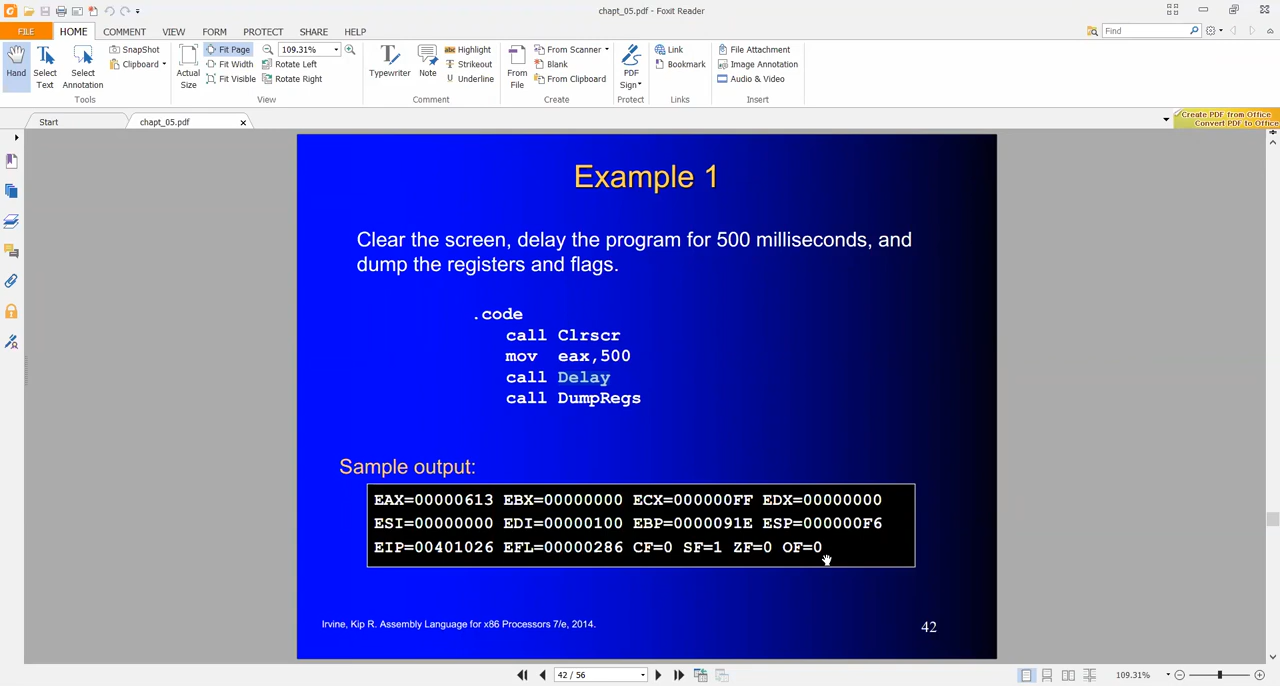 chapt_05.pdf - Foxit Reader
FILE HOME COMMENT VIEW FORM PROTECT SHARE HELP
Find
Hand
Select Text
Select Annotation
SnapShot
Clipboard
Tools
Actual Size
Fit Page
Fit Width
Fit Visible
109.31%
Rotate Left
Rotate Right
View
Typewriter
Note
Highlight
Strikeout
Underline
Comment
From File
From Scanner
Blank
From Clipboard
Create
PDF Sign
Protect
Link
Bookmark
Links
File Attachment
Image Annotation
Audio & Video
Insert
Start
chapt_05.pdf
Create PDF from Office
Convert PDF to Office
Example 1
Clear the screen, delay the program for 500 milliseconds, and
dump the registers and flags.
.code
call Clrscr
mov eax,500
call Delay
call DumpRegs
Sample output:
EAX=00000613 EBX=00000000 ECX=000000FF EDX=00000000
ESI=00000000 EDI=00000100 EBP=0000091E ESP=000000F6
EIP=00401026 EFL=00000286 CF=0 SF=1 ZF=0 OF=0
Irvine, Kip R. Assembly Language for x86 Processors 7/e, 2014.
42
42 / 56
109.31%